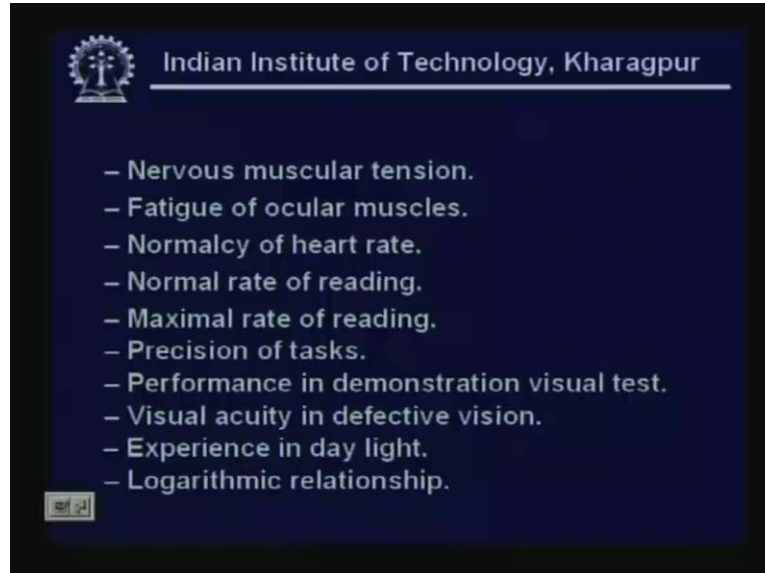 Indian Institute of Technology, Kharagpur
– Nervous muscular tension.
– Fatigue of ocular muscles.
– Normalcy of heart rate.
– Normal rate of reading.
– Maximal rate of reading.
– Precision of tasks.
– Performance in demonstration visual test.
– Visual acuity in defective vision.
– Experience in day light.
– Logarithmic relationship.